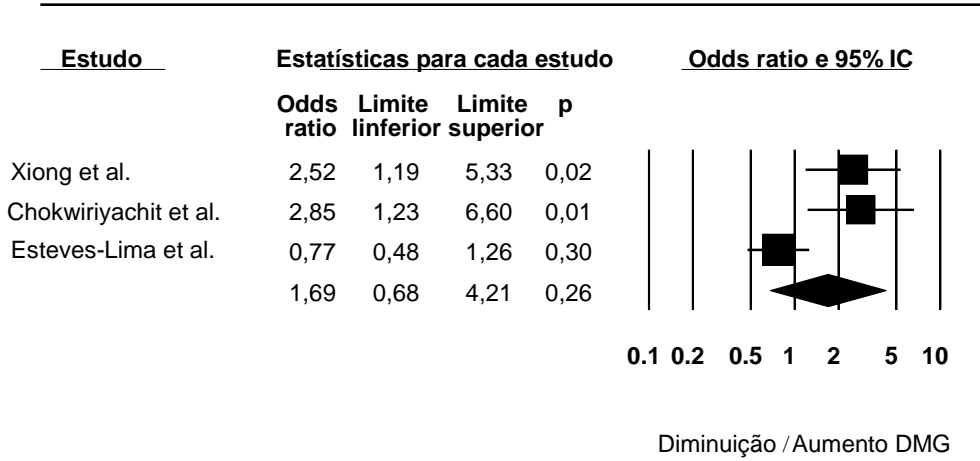 Estudo Estatísticas para cada estudo Odds ratio e 95% IC
Odds Limite Limite p
ratio linferior superior
Xiong et al. 2,52 1,19 5,33 0,02
Chokwiriyachit et al. 2,85 1,23 6,60 0,01
Esteves-Lima et al. 0,77 0,48 1,26 0,30
1,69 0,68 4,21 0,26
0.1 0.2 0.5 1 2 5 10
Diminuição / Aumento DMG